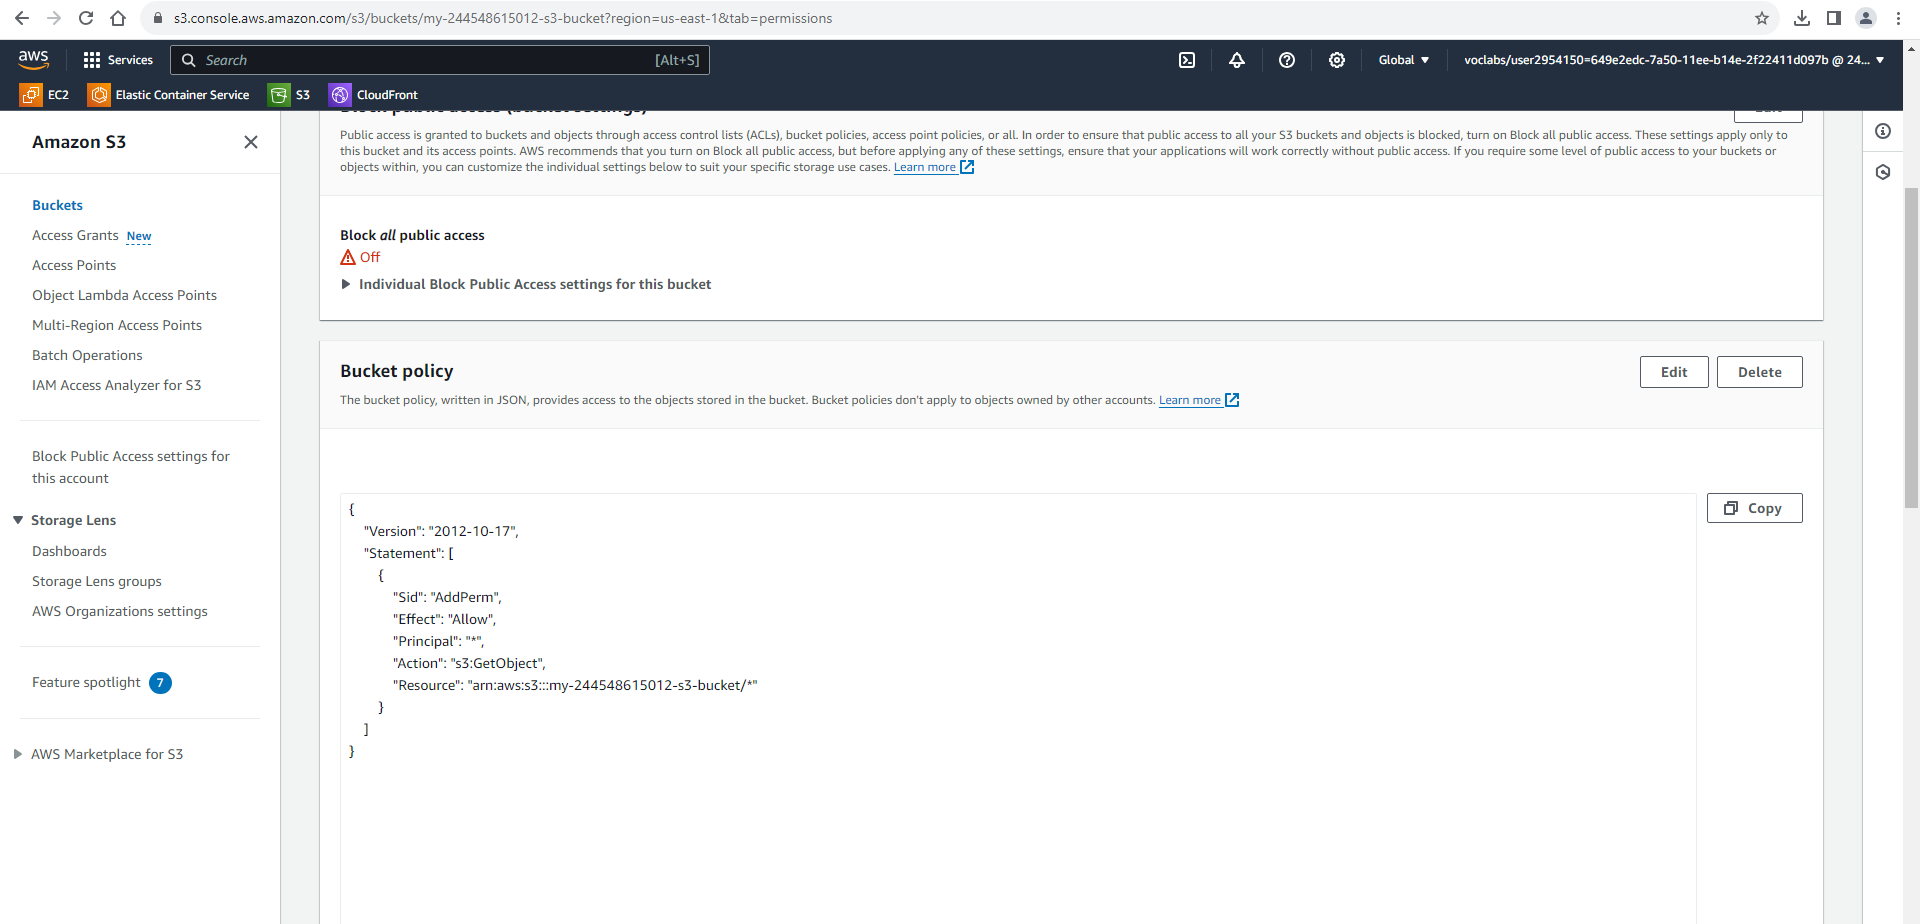 s3.console.aws.amazon.com/s3/buckets/my-244548615012-s3-bucket?region=us-east-1&tab=permissions
aws
Services
Search
[Alt+S]
Global
voclabs/user2954150=649e2edc-7a50-11ee-b14e-2f22411d097b @ 24...
EC2
Elastic Container Service
S3
CloudFront
Amazon S3
Buckets
Access Grants New
Access Points
Object Lambda Access Points
Multi-Region Access Points
Batch Operations
IAM Access Analyzer for S3
Block Public Access settings for
this account
Storage Lens
Dashboards
Storage Lens groups
AWS Organizations settings
Feature spotlight 7
AWS Marketplace for S3
Block public access (bucket settings)
Edit
Public access is granted to buckets and objects through access control lists (ACLs), bucket policies, access point policies, or all. In order to ensure that public access to all your S3 buckets and objects is blocked, turn on Block all public access. These settings apply only to
this bucket and its access points. AWS recommends that you turn on Block all public access, but before applying any of these settings, ensure that your applications will work correctly without public access. If you require some level of public access to your buckets or
objects within, you can customize the individual settings below to suit your specific storage use cases. Learn more
Block all public access
Off
Individual Block Public Access settings for this bucket
Bucket policy
Edit
Delete
The bucket policy, written in JSON, provides access to the objects stored in the bucket. Bucket policies don't apply to objects owned by other accounts. Learn more
Copy
{
"Version": "2012-10-17",
"Statement": [
{
"Sid": "AddPerm",
"Effect": "Allow",
"Principal": "*",
"Action": "s3:GetObject",
"Resource": "arn:aws:s3:::my-244548615012-s3-bucket/*"
}
]
}